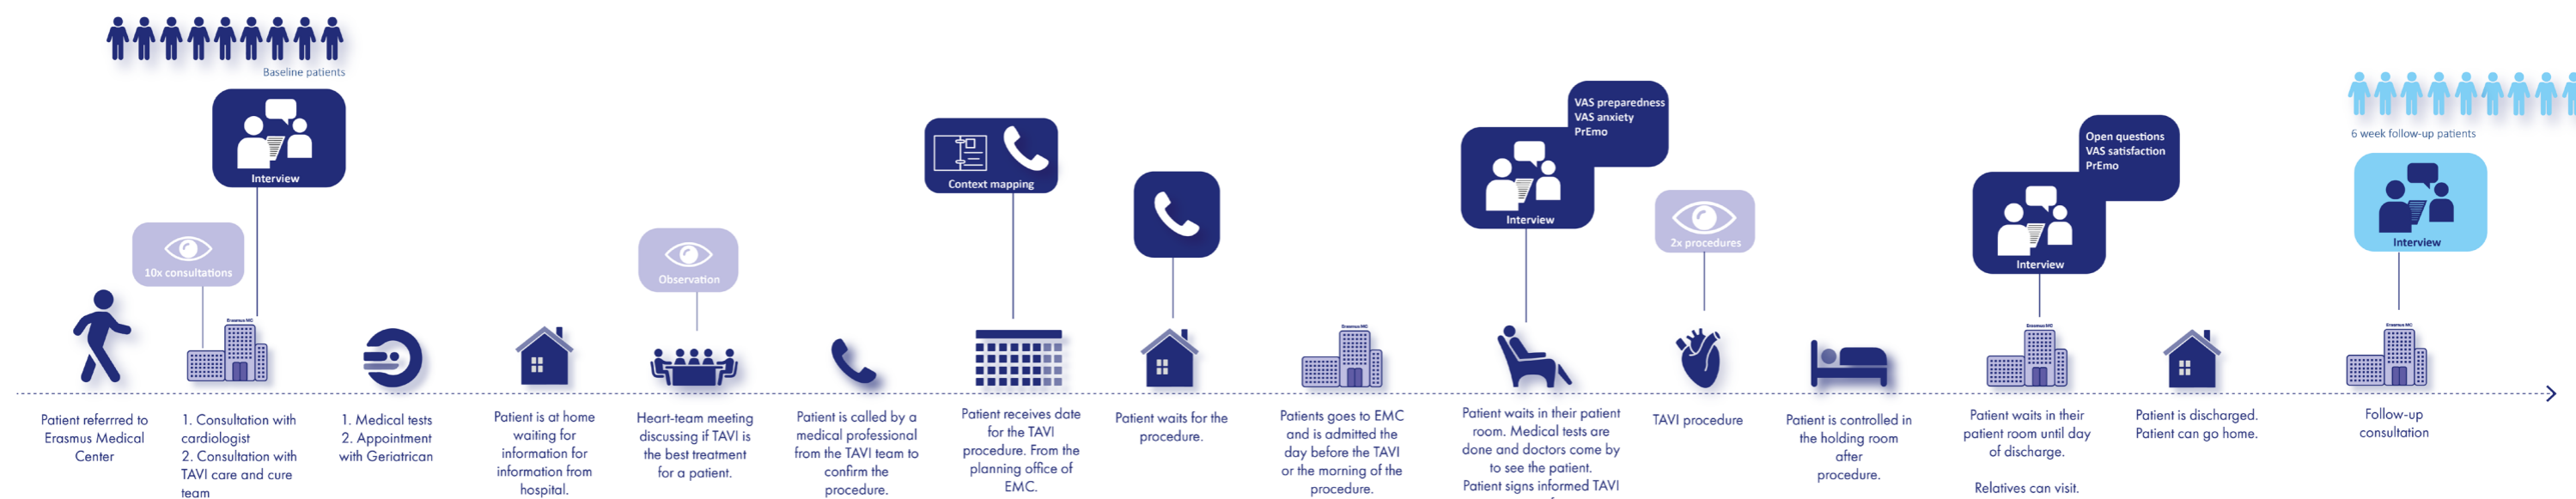 Baseline patients
Interview
10x consultations
Observation
Context mapping
VAS preparedness
VAS anxiety
PrEmo
Interview
2x procedures
Open questions
VAS satisfaction
PrEmo
Interview
6 week follow-up patients
Interview
Erasmus MC
Erasmus MC
Erasmus MC
Erasmus MC
Patient referrred to
Erasmus Medical
Center
1. Consultation with
cardiologist
2. Consultation with
TAVI care and cure
team
1. Medical tests
2. Appointment
with Geriatrican
Patient is at home
waiting for
information for
information from
hospital.
Heart-team meeting
discussing if TAVI is
the best treatment
for a patient.
Patient is called by a
medical professional
from the TAVI team to
confirm the
procedure.
Patient receives date
for the TAVI
procedure. From the
planning office of
EMC.
Patient waits for the
procedure.
Patients goes to EMC
and is admitted the
day before the TAVI
or the morning of the
procedure.
Patient waits in their patient
room. Medical tests are
done and doctors come by
to see the patient.
Patient signs informed TAVI
TAVI procedure
Patient is controlled in
the holding room
after
procedure.
Patient waits in their
patient room until day
of discharge.
Relatives can visit.
Patient is discharged.
Patient can go home.
Follow-up
consultation